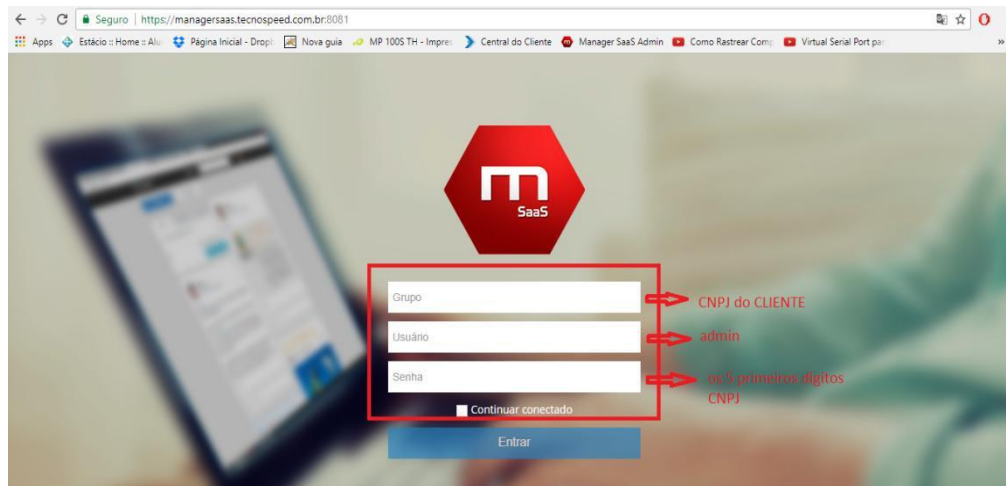 Seguro | https://managersaas.tecnospeed.com.br:8081
Apps Estácio :: Home :: Alu Página Inicial - Dropb Nova guia MP 100S TH - Impres Central do Cliente Manager SaaS Admin Como Rastrear Comp Virtual Serial Port par »
m
SaaS
Grupo CNPJ do CLIENTE
Usuário admin
Senha os 5 primeiros digitos
CNPJ
Continuar conectado
Entrar